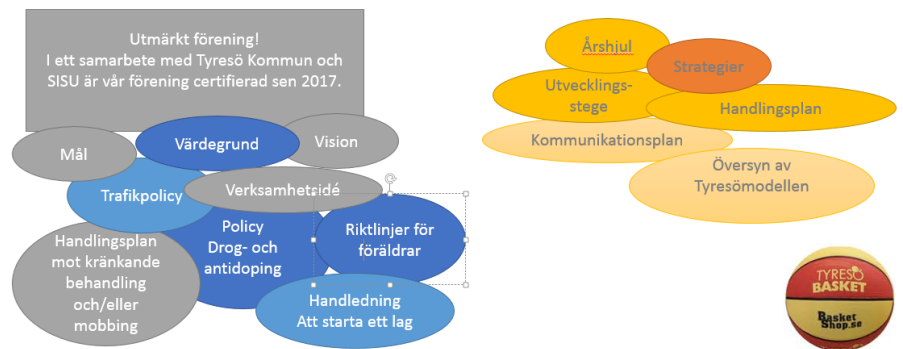 Utmärkt förening!
I ett samarbete med Tyresö Kommun och
SISU är vår förening certifierad sen 2017.
Mål
Värdegrund
Vision
Trafikpolicy
Verksamhetsidé
Policy
Drog- och
antidoping
Riktlinjer för
föräldrar
Handlingsplan
mot kränkande
behandling
och/eller
mobbing
Handledning
Att starta ett lag
Årshjul
Strategier
Utvecklings-
stege
Handlingsplan
Kommunikationsplan
Översyn av
Tyresömodellen
TYRESÖ
BASKET
Basket
Shop.se